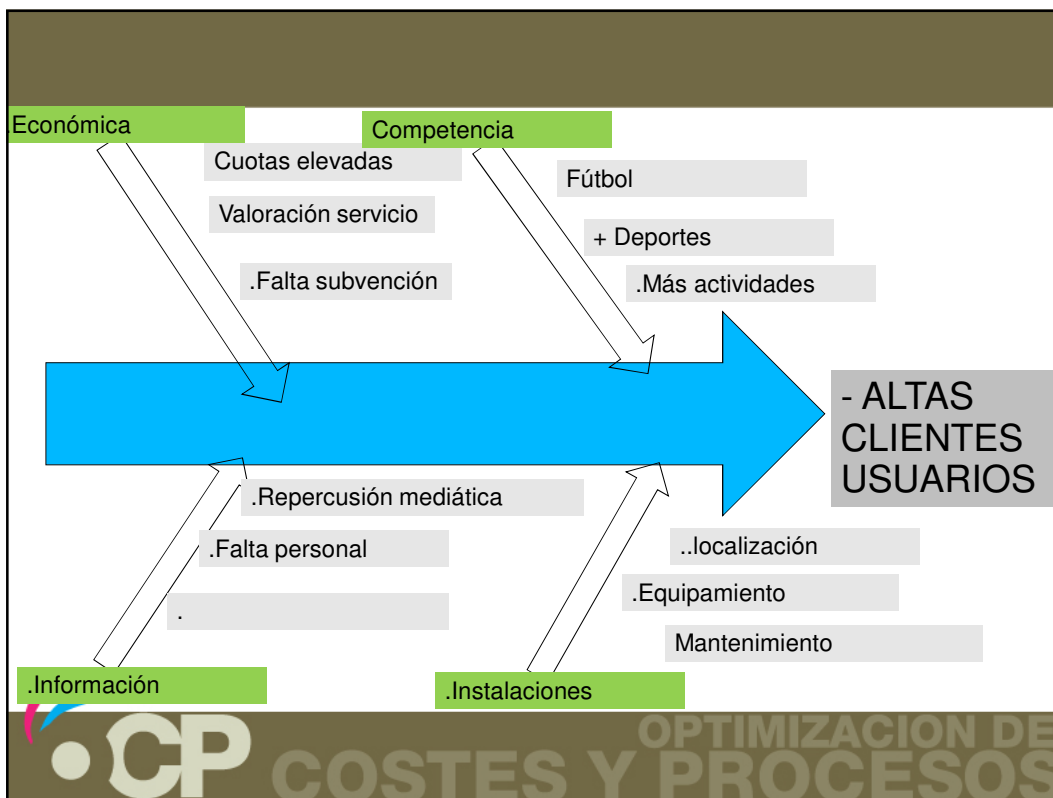 .Económica
Competencia
Cuotas elevadas
Fútbol
Valoración servicio
+ Deportes
.Falta subvención
.Más actividades
- ALTAS
CLIENTES
USUARIOS
.Repercusión mediática
.Falta personal
..localización
.
.Equipamiento
Mantenimiento
.Información
.Instalaciones
CP
OPTIMIZACION DE
COSTES Y PROCESOS